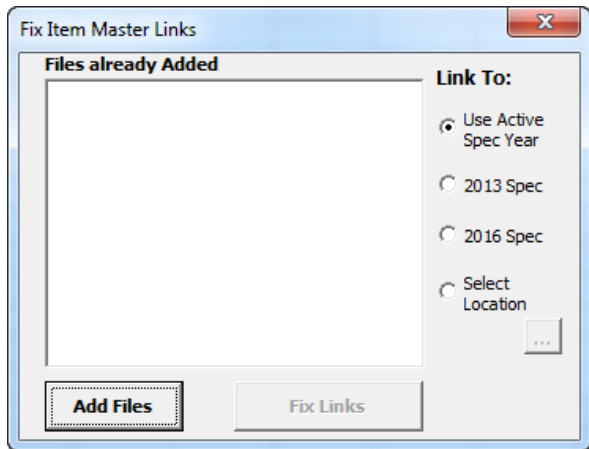 Fix Item Master Links
Files already Added
Link To:
Use Active
Spec Year
2013 Spec
2016 Spec
Select
Location
...
Add Files
Fix Links